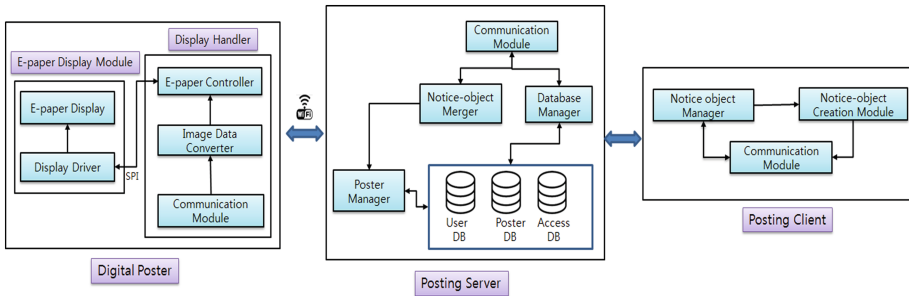 Display Handler
E-paper Display Module
E-paper Controller
E-paper Display
Image Data
Converter
Display Driver
SPI
Communication
Module
Digital Poster
WiFi
Communication
Module
Notice-object
Merger
Database
Manager
Poster
Manager
User
DB
Poster
DB
Access
DB
Posting Server
Notice object
Manager
Notice-object
Creation Module
Communication
Module
Posting Client